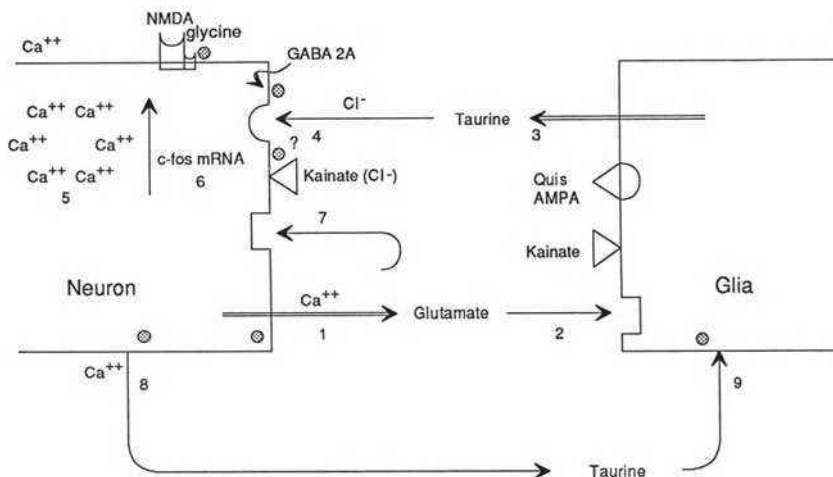 NMDA
glycine
Ca++
GABA 2A
Ca++ Ca++
Cl-
Taurine
3
4
Ca++ Ca++
c-fos mRNA
?
Ca++ Ca++
5
6
Kainate (Cl-)
Quis
AMPA
7
Kainate
Neuron
Ca++
Glutamate
Glia
1
2
Ca++
8
9
Taurine